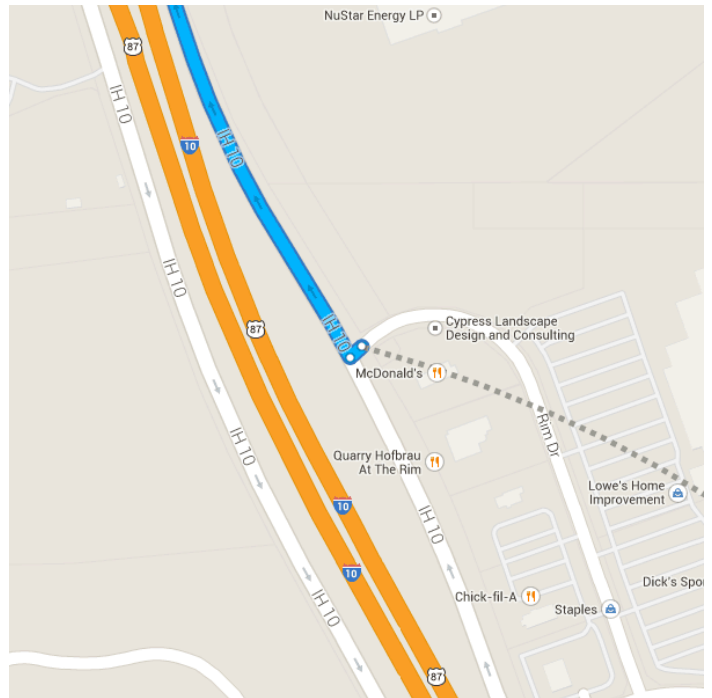 NuStar Energy LP
87
IH 10
IH 10
10
IH 10
87
IH 10
Cypress Landscape
Design and Consulting
McDonald's
Rim Dr
IH 10
Quarry Hofbrau
At The Rim
Lowe's Home
Improvement
10
IH 10
10
Dick's Spor
Chick-fil-A
Staples
IH 10
87